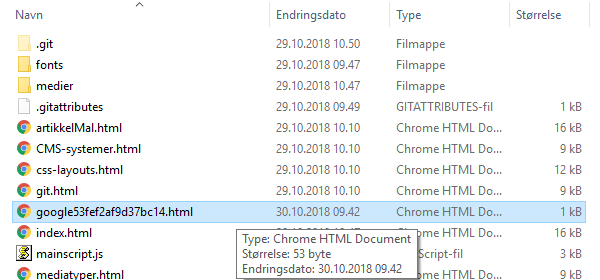 Navn Endringsdato Type Størrelse
.git 29.10.2018 10.50 Filmappe
fonts 29.10.2018 09.47 Filmappe
medier 29.10.2018 09.47 Filmappe
.gitattributes 29.10.2018 09.49 GITATTRIBUTES-fil 1 kB
artikkelMal.html 29.10.2018 10.10 Chrome HTML Do... 16 kB
CMS-systemer.html 29.10.2018 10.10 Chrome HTML Do... 9 kB
css-layouts.html 29.10.2018 10.10 Chrome HTML Do... 12 kB
git.html 29.10.2018 10.10 Chrome HTML Do... 9 kB
google53fef2af9d37bc14.html 30.10.2018 09.42 Chrome HTML Do... 1 kB
index.html Chrome HTML Do... 16 kB
mainscript.js Script-fil 3 kB
mediatyper.html Chrome HTML Do... 9 kB
Type: Chrome HTML Document
Størrelse: 53 byte
Endringsdato: 30.10.2018 09.42